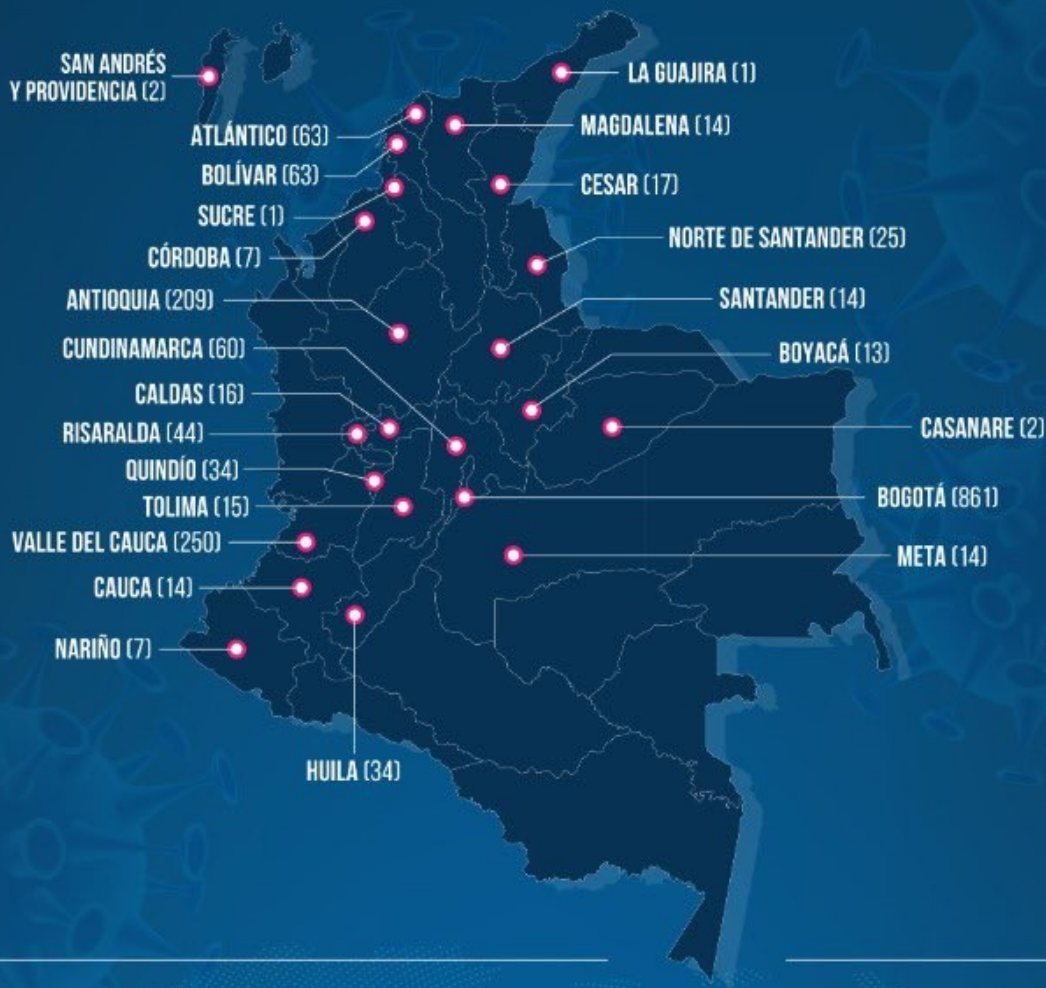 SAN ANDRÉS
Y PROVIDENCIA (2)
LA GUAJIRA (1)
ATLÁNTICO (63)
MAGDALENA (14)
BOLÍVAR (63)
CESAR (17)
SUCRE (1)
CÓRDOBA (7)
NORTE DE SANTANDER (25)
ANTIOQUIA (209)
SANTANDER (14)
CUNDINAMARCA (60)
BOYACÁ (13)
CALDAS (16)
RISARALDA (44)
CASANARE (2)
QUINDÍO (34)
TOLIMA (15)
BOGOTÁ (861)
VALLE DEL CAUCA (250)
META (14)
CAUCA (14)
NARIÑO (7)
HUILA (34)